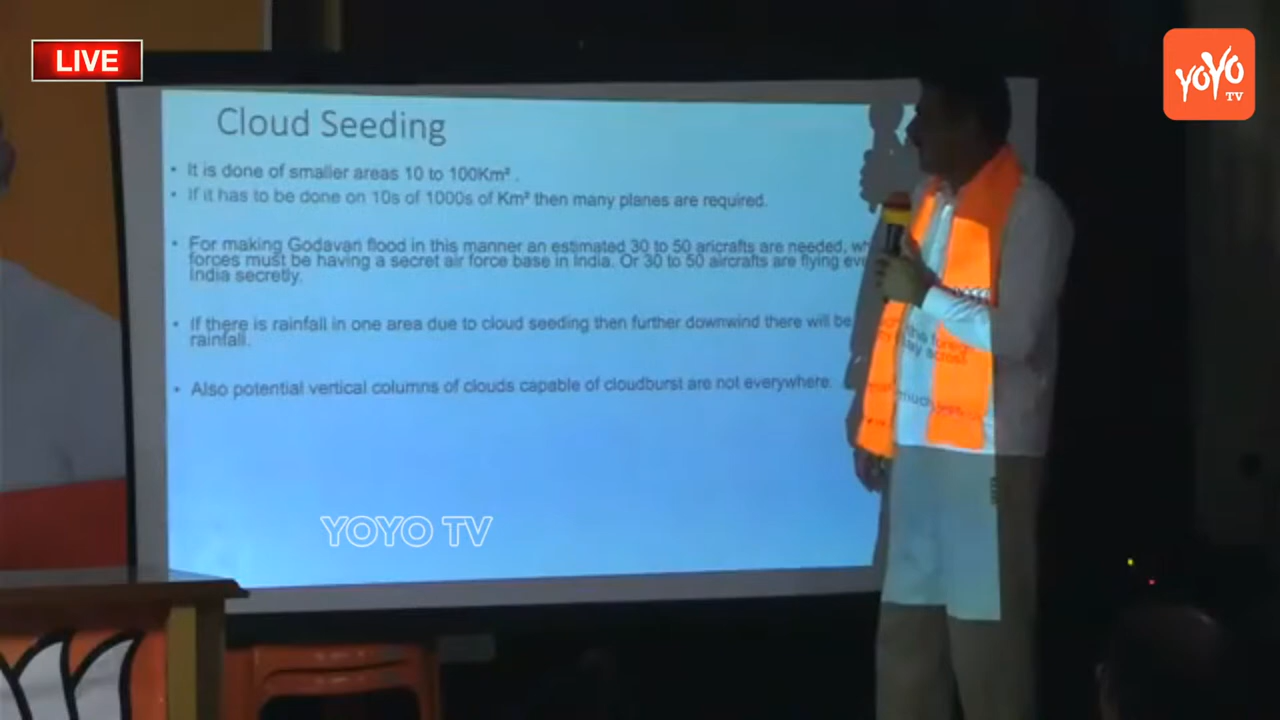 LIVE
YOYO
TV
Cloud Seeding
• It is done of smaller areas 10 to 100Km² .
• If it has to be done on 10s of 1000s of Km² then many planes are required.
• For making Godavari flood in this manner an estimated 30 to 50 aricrafts are needed,
forces must be having a secret air force base in India. Or 30 to 50 aircrafts are flying
India secretly.
• If there is rainfall in one area due to cloud seeding then further downwind there will be
rainfall.
• Also potential vertical columns of clouds capable of cloudburst are not everywhere.
YOYO TV